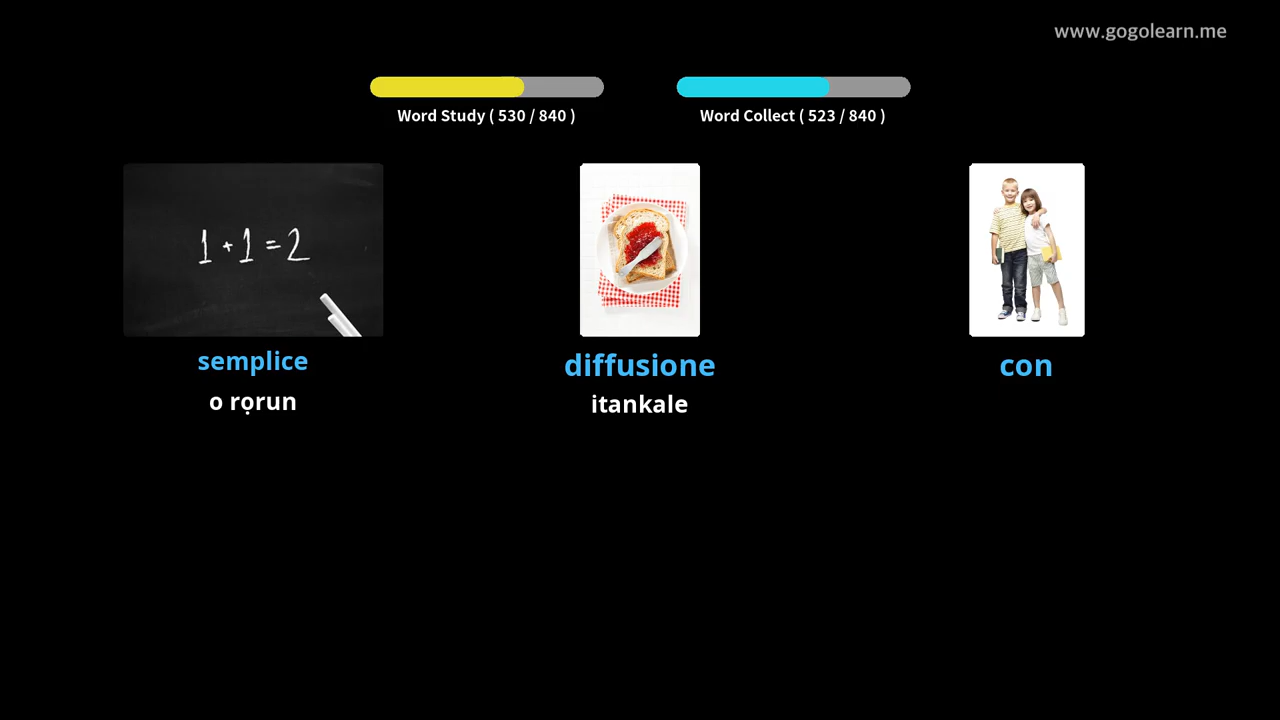 www.gogolearn.me
Word Study ( 530 / 840 )
Word Collect ( 523 / 840 )
1 + 1 = 2
semplice
o rọrun
diffusione
itankale
con